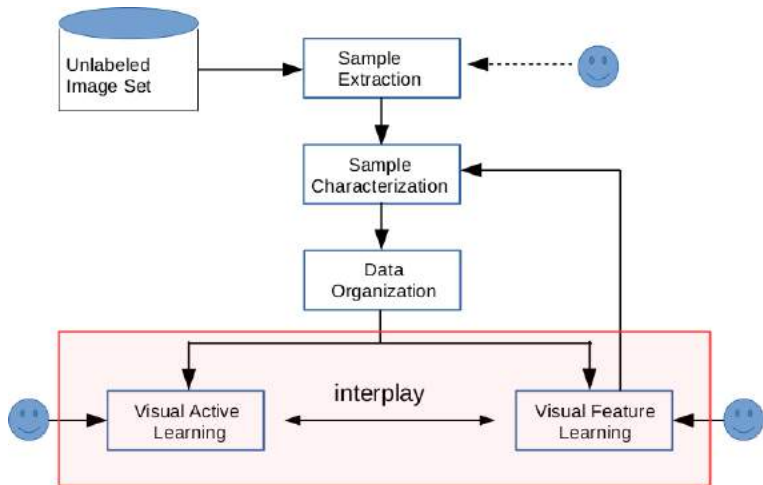 Unlabeled
Image Set
Sample
Extraction
Sample
Characterization
Data
Organization
interplay
Visual Active
Learning
Visual Feature
Learning